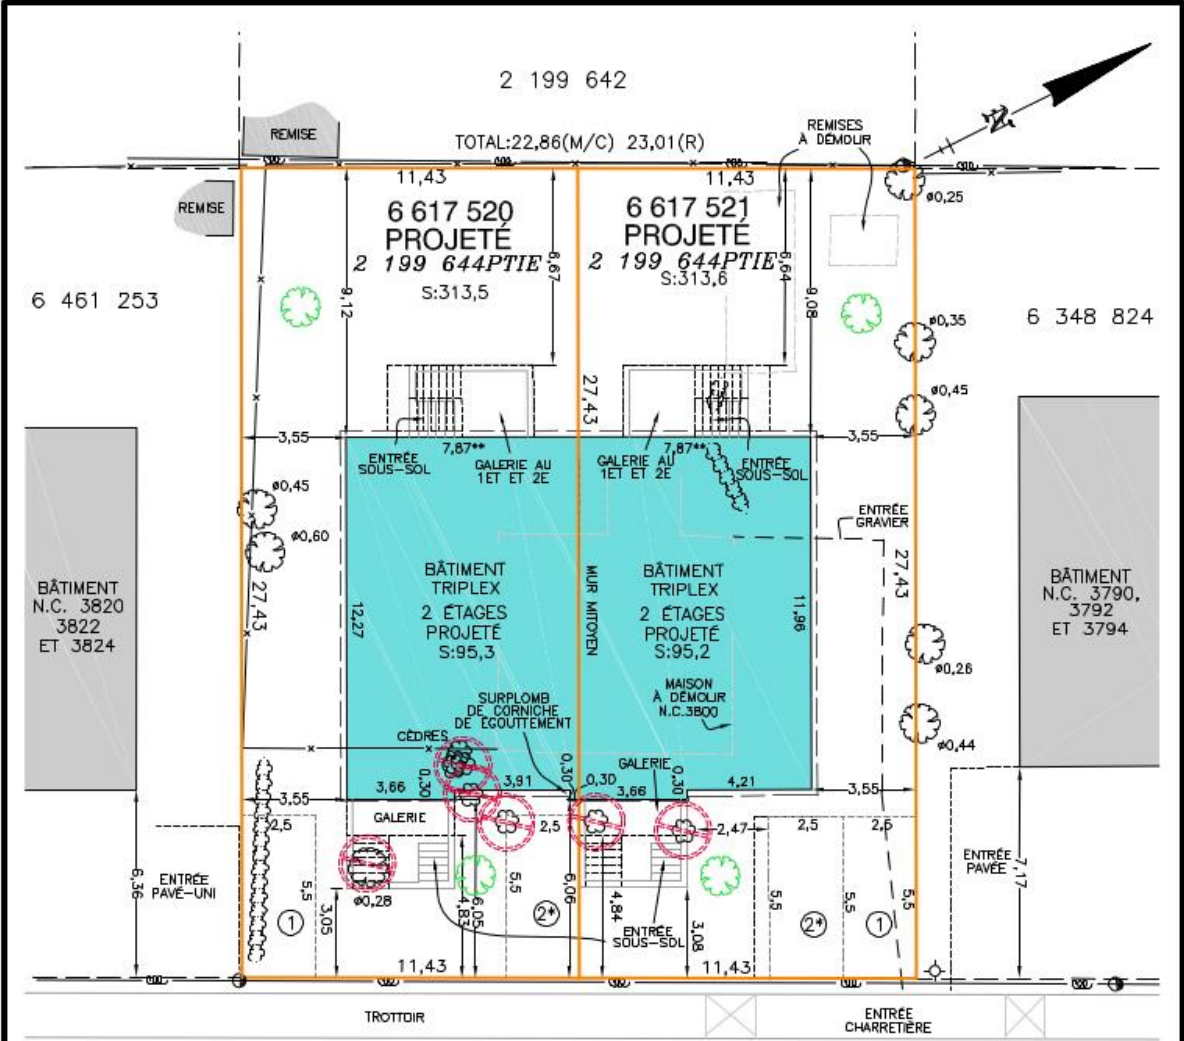 2 199 642
REMISE
TOTAL:22,86(M/C) 23,01(R)
REMISES
À DÉMOLIR
N
11,43
11,43
REMISE
ø0,25
6 617 520
PROJETÉ
2 199 644PTIE
S:313,5
6 617 521
PROJETÉ
2 199 644PTIE
S:313,6
6,67
6,64
9,12
9,08
6 461 253
6 348 824
ø0,35
27,43
ø0,45
3,55
7,87**
7,87**
3,55
ENTRÉE
SOUS-SOL
GALERIE AU
1ET ET 2E
GALERIE AU
1ET ET 2E
ENTRÉE
SOUS-SOL
ø0,45
ø0,60
ENTRÉE
GRAVIER
27,43
27,43
BÂTIMENT
N.C. 3820
3822
ET 3824
BÂTIMENT
TRIPLEX
2 ÉTAGES
PROJETÉ
S:95,3
12,27
MUR MITOYEN
BÂTIMENT
TRIPLEX
2 ÉTAGES
PROJETÉ
S:95,2
11,96
BÂTIMENT
N.C. 3790,
3792
ET 3794
ø0,26
SURPLOMB
DE CORNICHE
DE ÉGOUTTEMENT
MAISON
À DÉMOLIR
N.C.3800
CÈDRES
ø0,44
GALERIE
3,55
3,66
0,30
3,91
0,30
0,30
3,66
0,30
4,21
3,55
GALERIE
2,5
2,5
2,47
2,5
2,5
6,36
ENTRÉE
PAVÉ-UNI
5,5
3,05
ø0,28
1
4,83
6,05
5,5
2*
6,06
4,84
ENTRÉE
SOUS-SOL
3,08
5,5
2*
5,5
1
5,5
ENTRÉE
PAVÉE
7,17
11,43
11,43
TROTTOIR
ENTRÉE
CHARRETIÈRE